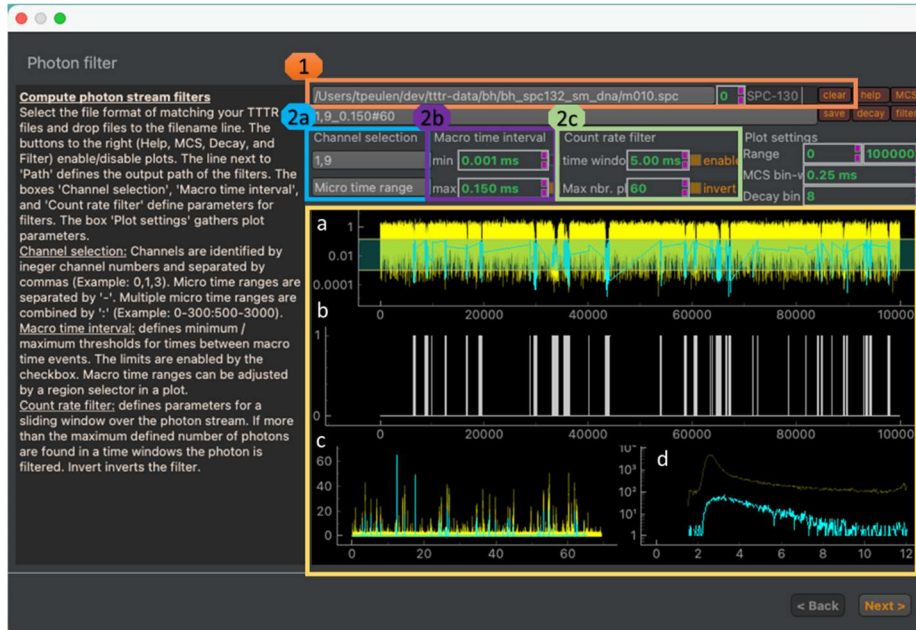 Photon filter
1
Compute photon stream filters
Select the file format of matching your TTTR
files and drop files to the filename line. The
buttons to the right (Help, MCS, Decay, and
Filter) enable/disable plots. The line next to
'Path' defines the output path of the filters. The
boxes 'Channel selection', 'Macro time interval',
and 'Count rate filter' define parameters for
filters. The box 'Plot settings' gathers plot
parameters.
Channel selection: Channels are identified by
ineger channel numbers and separated by
commas (Example: 0,1,3). Micro time ranges are
separated by '-'. Multiple micro time ranges are
combined by ':' (Example: 0-300:500-3000).
Macro time interval: defines minimum /
maximum thresholds for times between macro
time events. The limits are enabled by the
checkbox. Macro time ranges can be adjusted
by a region selector in a plot.
Count rate filter: defines parameters for a
sliding window over the photon stream. If more
than the maximum defined number of photons
are found in a time windows the photon is
filtered. Invert inverts the filter.
/Users/tpeulen/dev/tttr-data/bh/bh_spc132_sm_dna/m010.spc 0 SPC-130 clear help MCS
1,9_0.150#60 save decay filter
2a 2b 2c
Channel selection Macro time interval Count rate filter Plot settings
1,9 min 0.001 ms time windo 5.00 ms enable Range 0 100000
MCS bin-w 0.25 ms
Micro time range max 0.150 ms Max nbr. pl 60 invert Decay bin 8
a
1
0.01
0.0001
0 20000 40000 60000 80000 10000
b
1
0
0 20000 40000 60000 80000 10000
c
60
40
20
0
0 20 40 60
d
10³
10²
10¹
1
0 2 4 6 8 10 12
< Back Next >